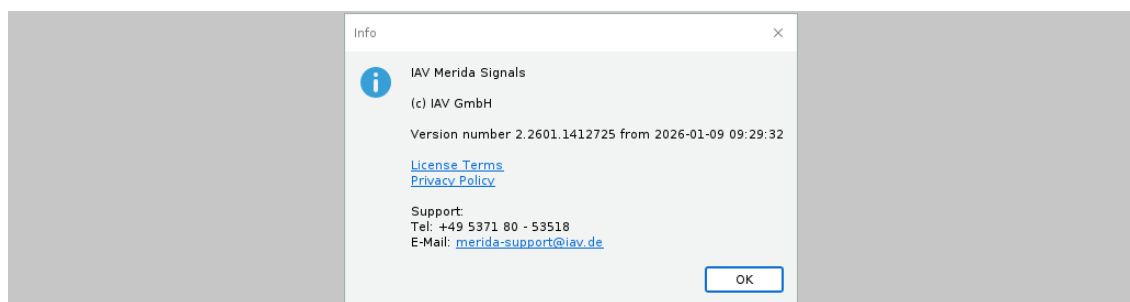 Info
IAV Merida Signals
(c) IAV GmbH
Version number 2.2601.1412725 from 2026-01-09 09:29:32
License Terms
Privacy Policy
Support:
Tel: +49 5371 80 - 53518
E-Mail: merida-support@iav.de
OK